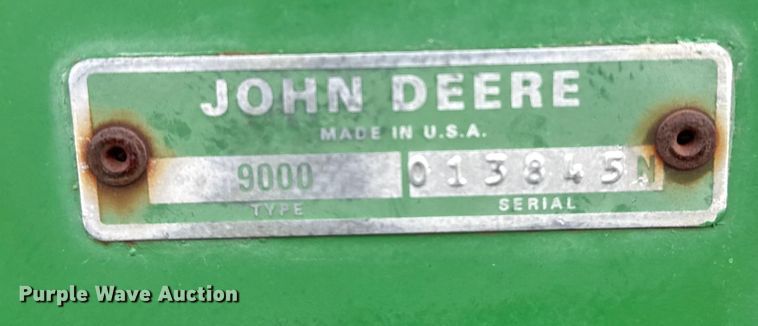 JOHN DEERE
MADE IN U.S.A.
9000 013845N
TYPE SERIAL
Purple Wave Auction